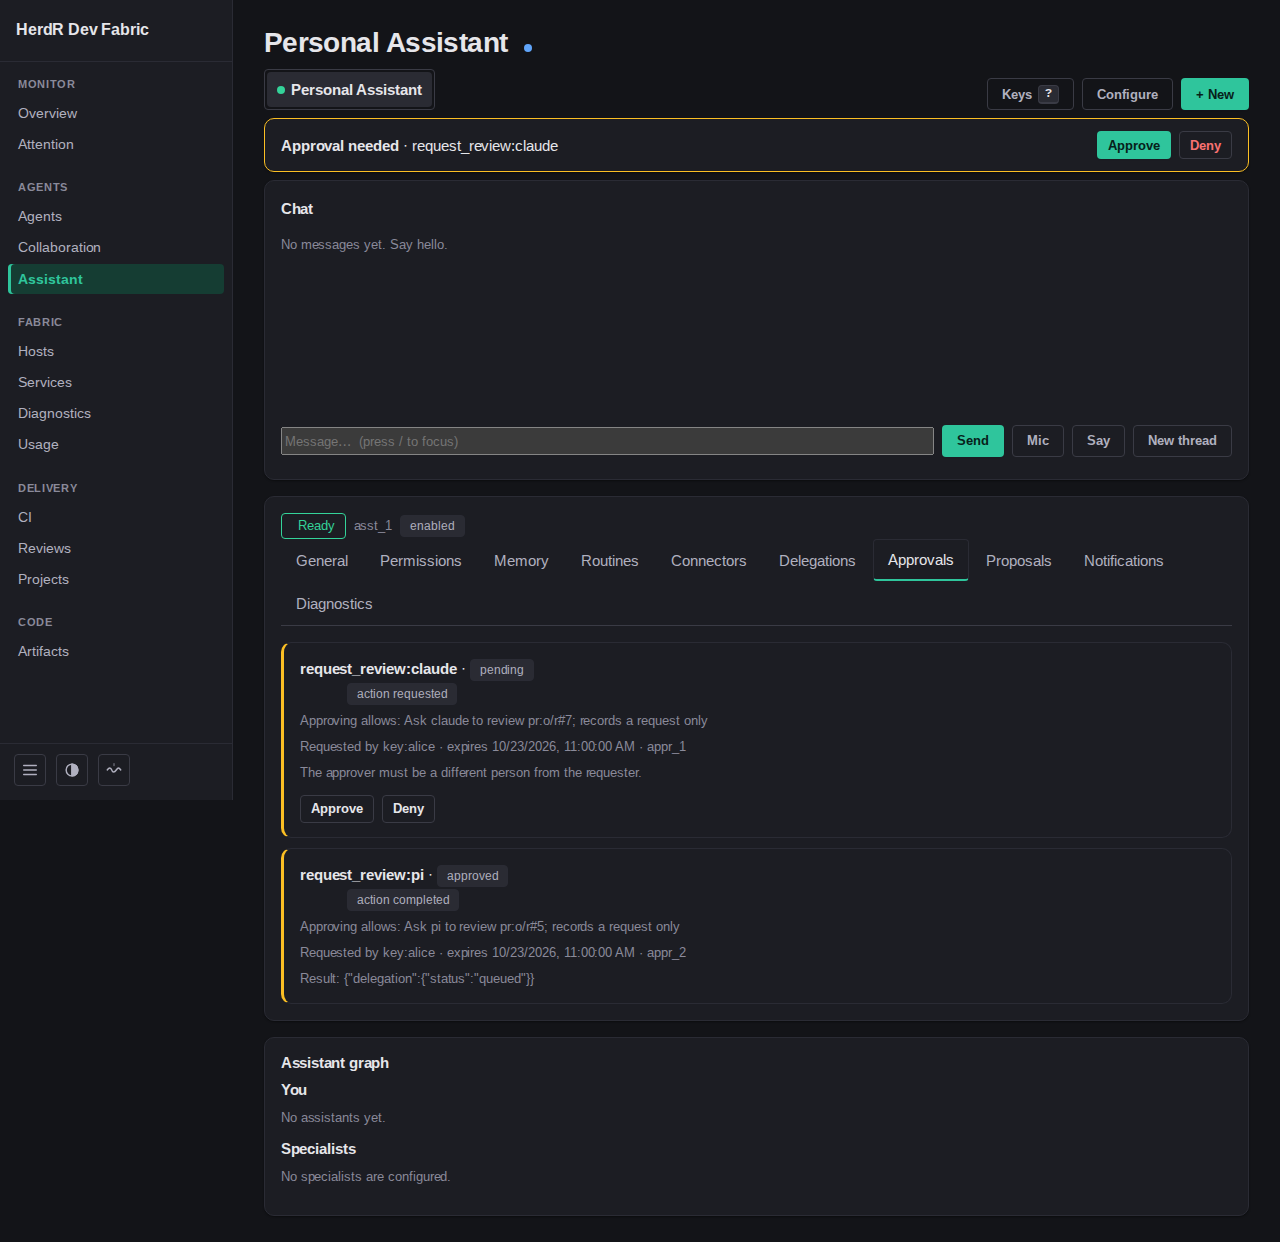 HerdR Dev Fabric
MONITOR
Overview
Attention
AGENTS
Agents
Collaboration
Assistant
FABRIC
Hosts
Services
Diagnostics
Usage
DELIVERY
CI
Reviews
Projects
CODE
Artifacts
Personal Assistant
Personal Assistant
Keys ?
Configure
+ New
Approval needed · request_review:claude
Approve
Deny
Chat
No messages yet. Say hello.
Message… (press / to focus)
Send
Mic
Say
New thread
Ready
asst_1
enabled
General
Permissions
Memory
Routines
Connectors
Delegations
Approvals
Proposals
Notifications
Diagnostics
request_review:claude · pending
action requested
Approving allows: Ask claude to review pr:o/r#7; records a request only
Requested by key:alice · expires 10/23/2026, 11:00:00 AM · appr_1
The approver must be a different person from the requester.
Approve
Deny
request_review:pi · approved
action completed
Approving allows: Ask pi to review pr:o/r#5; records a request only
Requested by key:alice · expires 10/23/2026, 11:00:00 AM · appr_2
Result: {"delegation":{"status":"queued"}}
Assistant graph
You
No assistants yet.
Specialists
No specialists are configured.